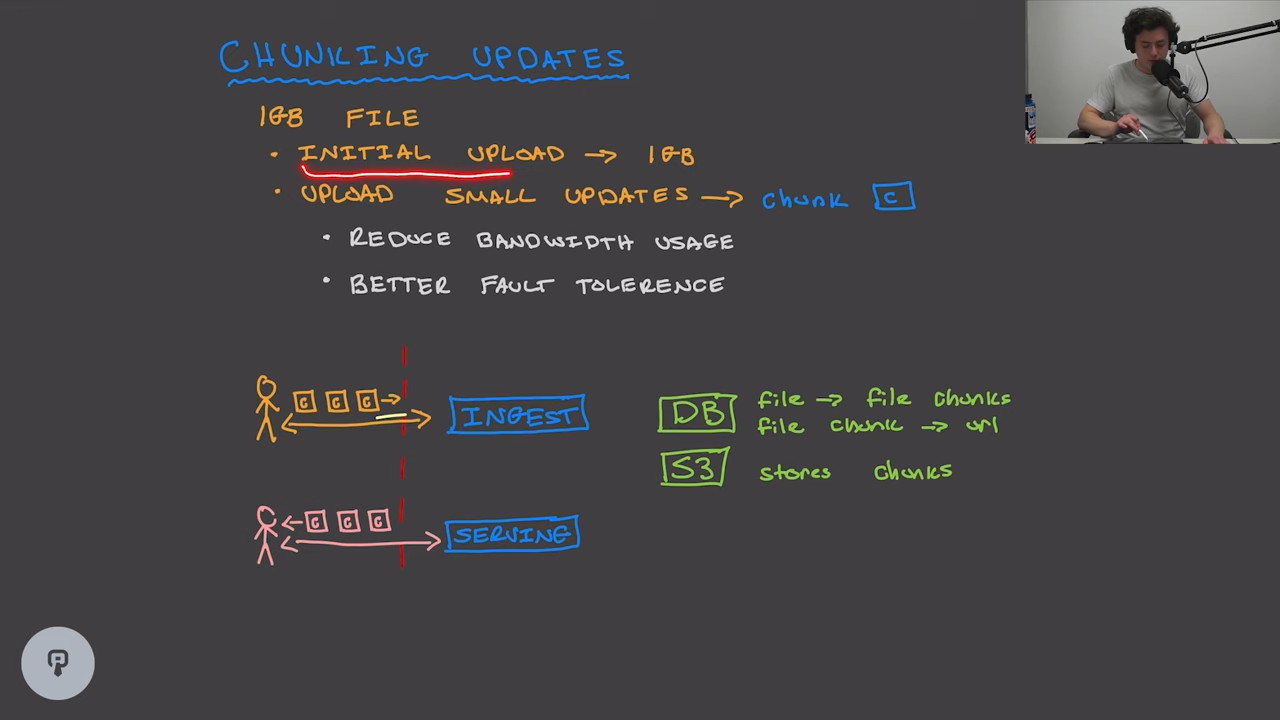 CHUNKING UPDATES
1GB FILE
• INITIAL UPLOAD → 1GB
• UPLOAD SMALL UPDATES → chunk C
• REDUCE BANDWIDTH USAGE
• BETTER FAULT TOLERENCE
C C C →
INGEST
DB file → file chunks
file chunk → url
S3 stores chunks
← C C C
SERVING